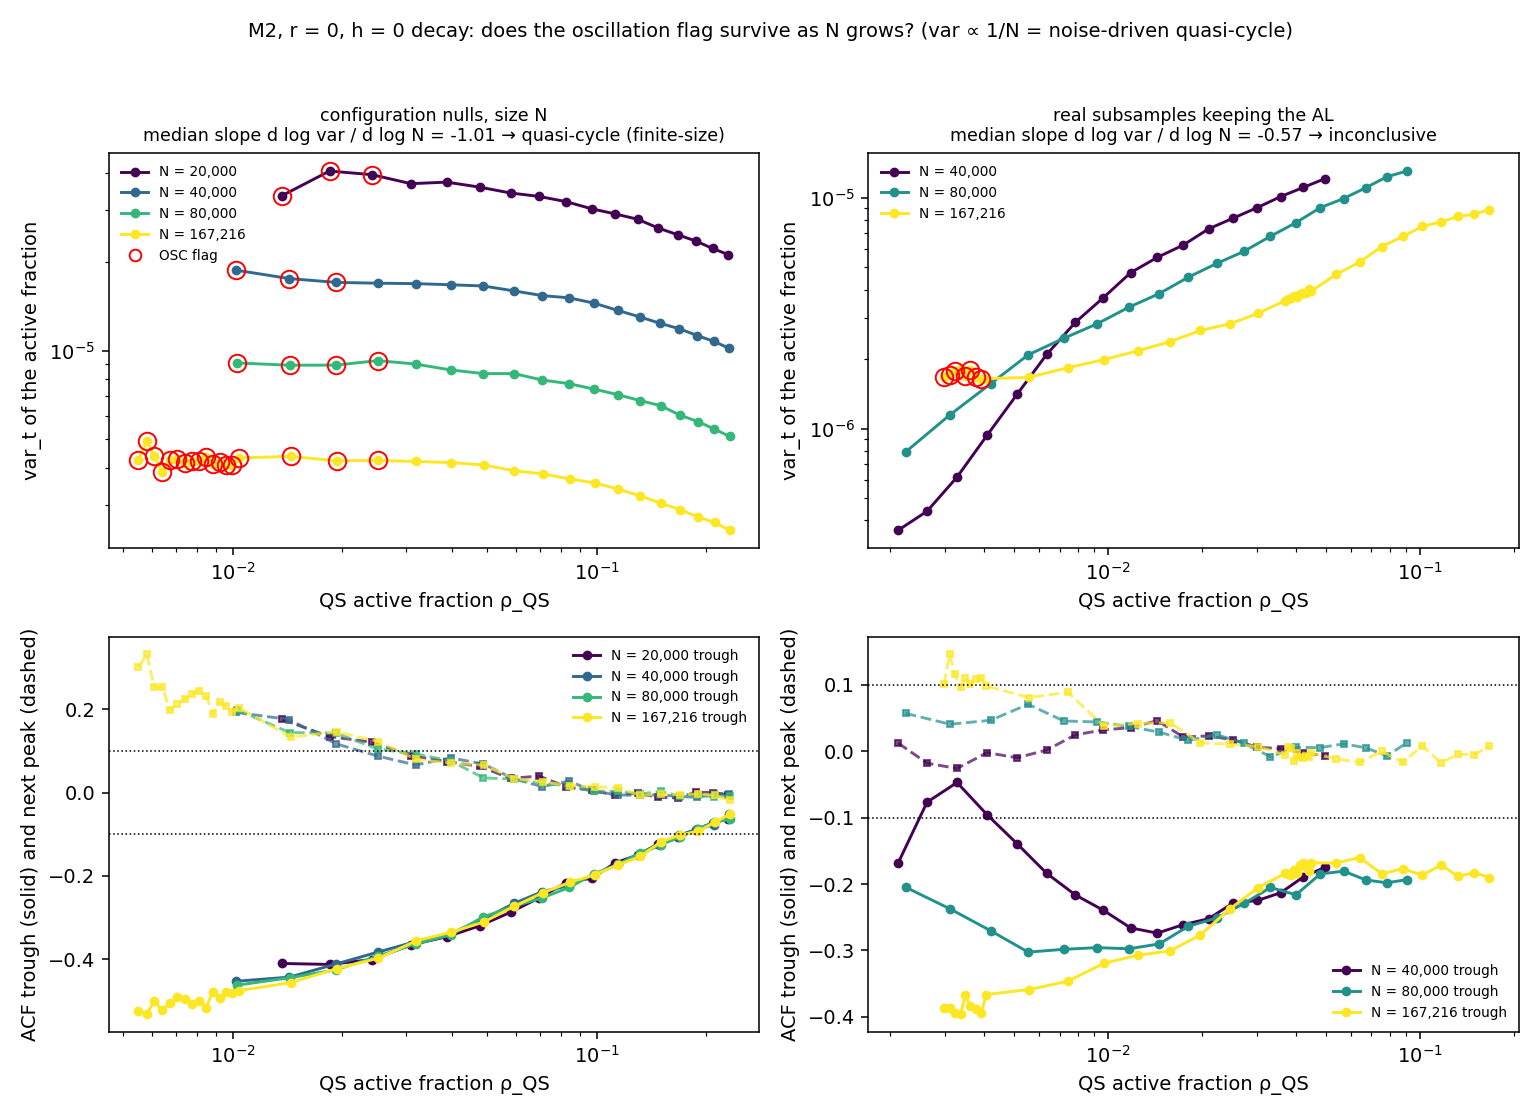 M2, r = 0, h = 0 decay: does the oscillation flag survive as N grows? (var ∝ 1/N = noise-driven quasi-cycle)
configuration nulls, size N
median slope d log var / d log N = -1.01 → quasi-cycle (finite-size)
N = 20,000
N = 40,000
N = 80,000
N = 167,216
OSC flag
var_t of the active fraction
10⁻⁵
10⁻² 10⁻¹
QS active fraction ρ_QS
real subsamples keeping the AL
median slope d log var / d log N = -0.57 → inconclusive
N = 40,000
N = 80,000
N = 167,216
var_t of the active fraction
10⁻⁵
10⁻⁶
10⁻² 10⁻¹
QS active fraction ρ_QS
ACF trough (solid) and next peak (dashed)
N = 20,000 trough
N = 40,000 trough
N = 80,000 trough
N = 167,216 trough
0.2
0.0
−0.2
−0.4
10⁻² 10⁻¹
QS active fraction ρ_QS
ACF trough (solid) and next peak (dashed)
0.1
0.0
−0.1
−0.2
−0.3
−0.4
N = 40,000 trough
N = 80,000 trough
N = 167,216 trough
10⁻² 10⁻¹
QS active fraction ρ_QS